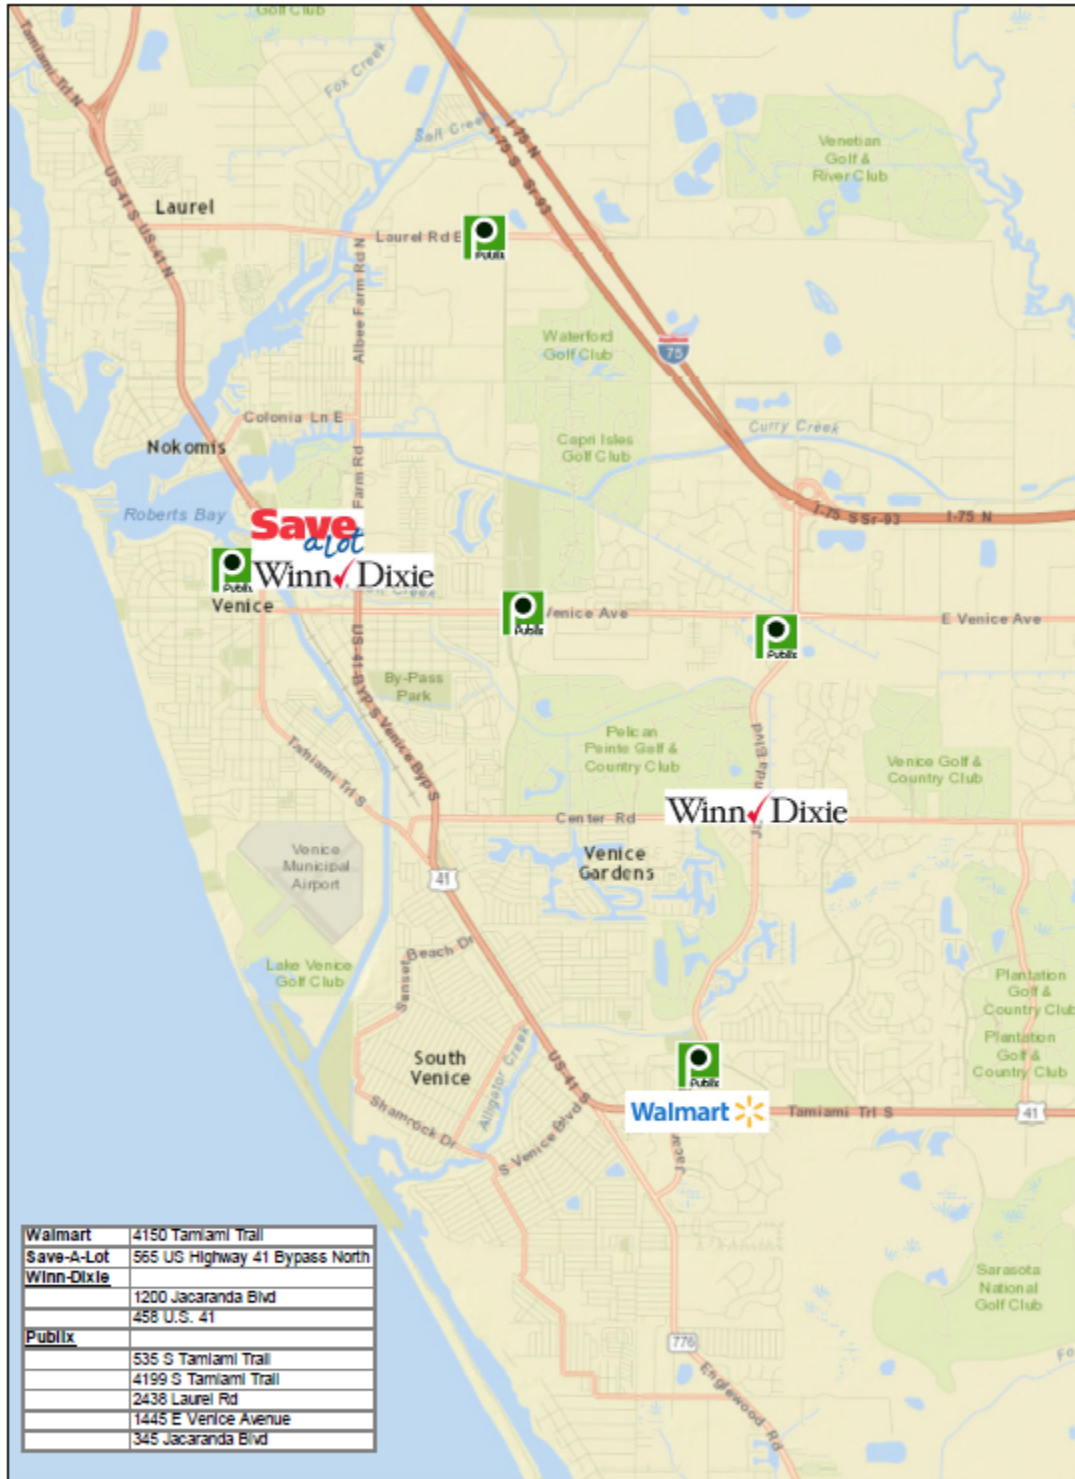 Golf Club
Tamiami Trl N
Fox Creek
Salt Creek
I-75 N
I-75 S Sr-93
Venetian
Golf &
River Club
US-41 S US-41 N
Laurel
Laurel Rd E
Publix
Albee Farm Rd N
Waterford
Golf Club
75
Colonia Ln E
Curry Creek
Nokomis
Capri Isles
Golf Club
Farm Rd
Roberts Bay
I-75 S Sr-93
I-75 N
Save
a Lot
Publix
Winn Dixie
Creek
Venice
Publix
Venice Ave
Publix
E Venice Ave
US-41 BYP S Venice Byp S
By-Pass
Park
Pelican
Pointe Golf &
Country Club
nda Blvd
Venice Golf &
Country Club
Tamiami Trl S
Winn Dixie
Center Rd
Venice
Municipal
Airport
Venice
Gardens
41
Lake Venice
Golf Club
Sunset
Beach Dr
Plantation
Golf &
Country Club
Plantation
Golf &
Country Club
South
Venice
Alligator Creek
US-41 S
Publix
Walmart
Tamiami Trl S
41
Shamrock Dr
S Venice Blvd
Jacar
Sarasota
National
Golf Club
776
Englewood Rd
Fo
Walmart 4150 Tamiami Trail
Save-A-Lot 565 US Highway 41 Bypass North
Winn-Dixie
1200 Jacaranda Blvd
458 U.S. 41
Publix
535 S Tamiami Trail
4199 S Tamiami Trail
2438 Laurel Rd
1445 E Venice Avenue
345 Jacaranda Blvd